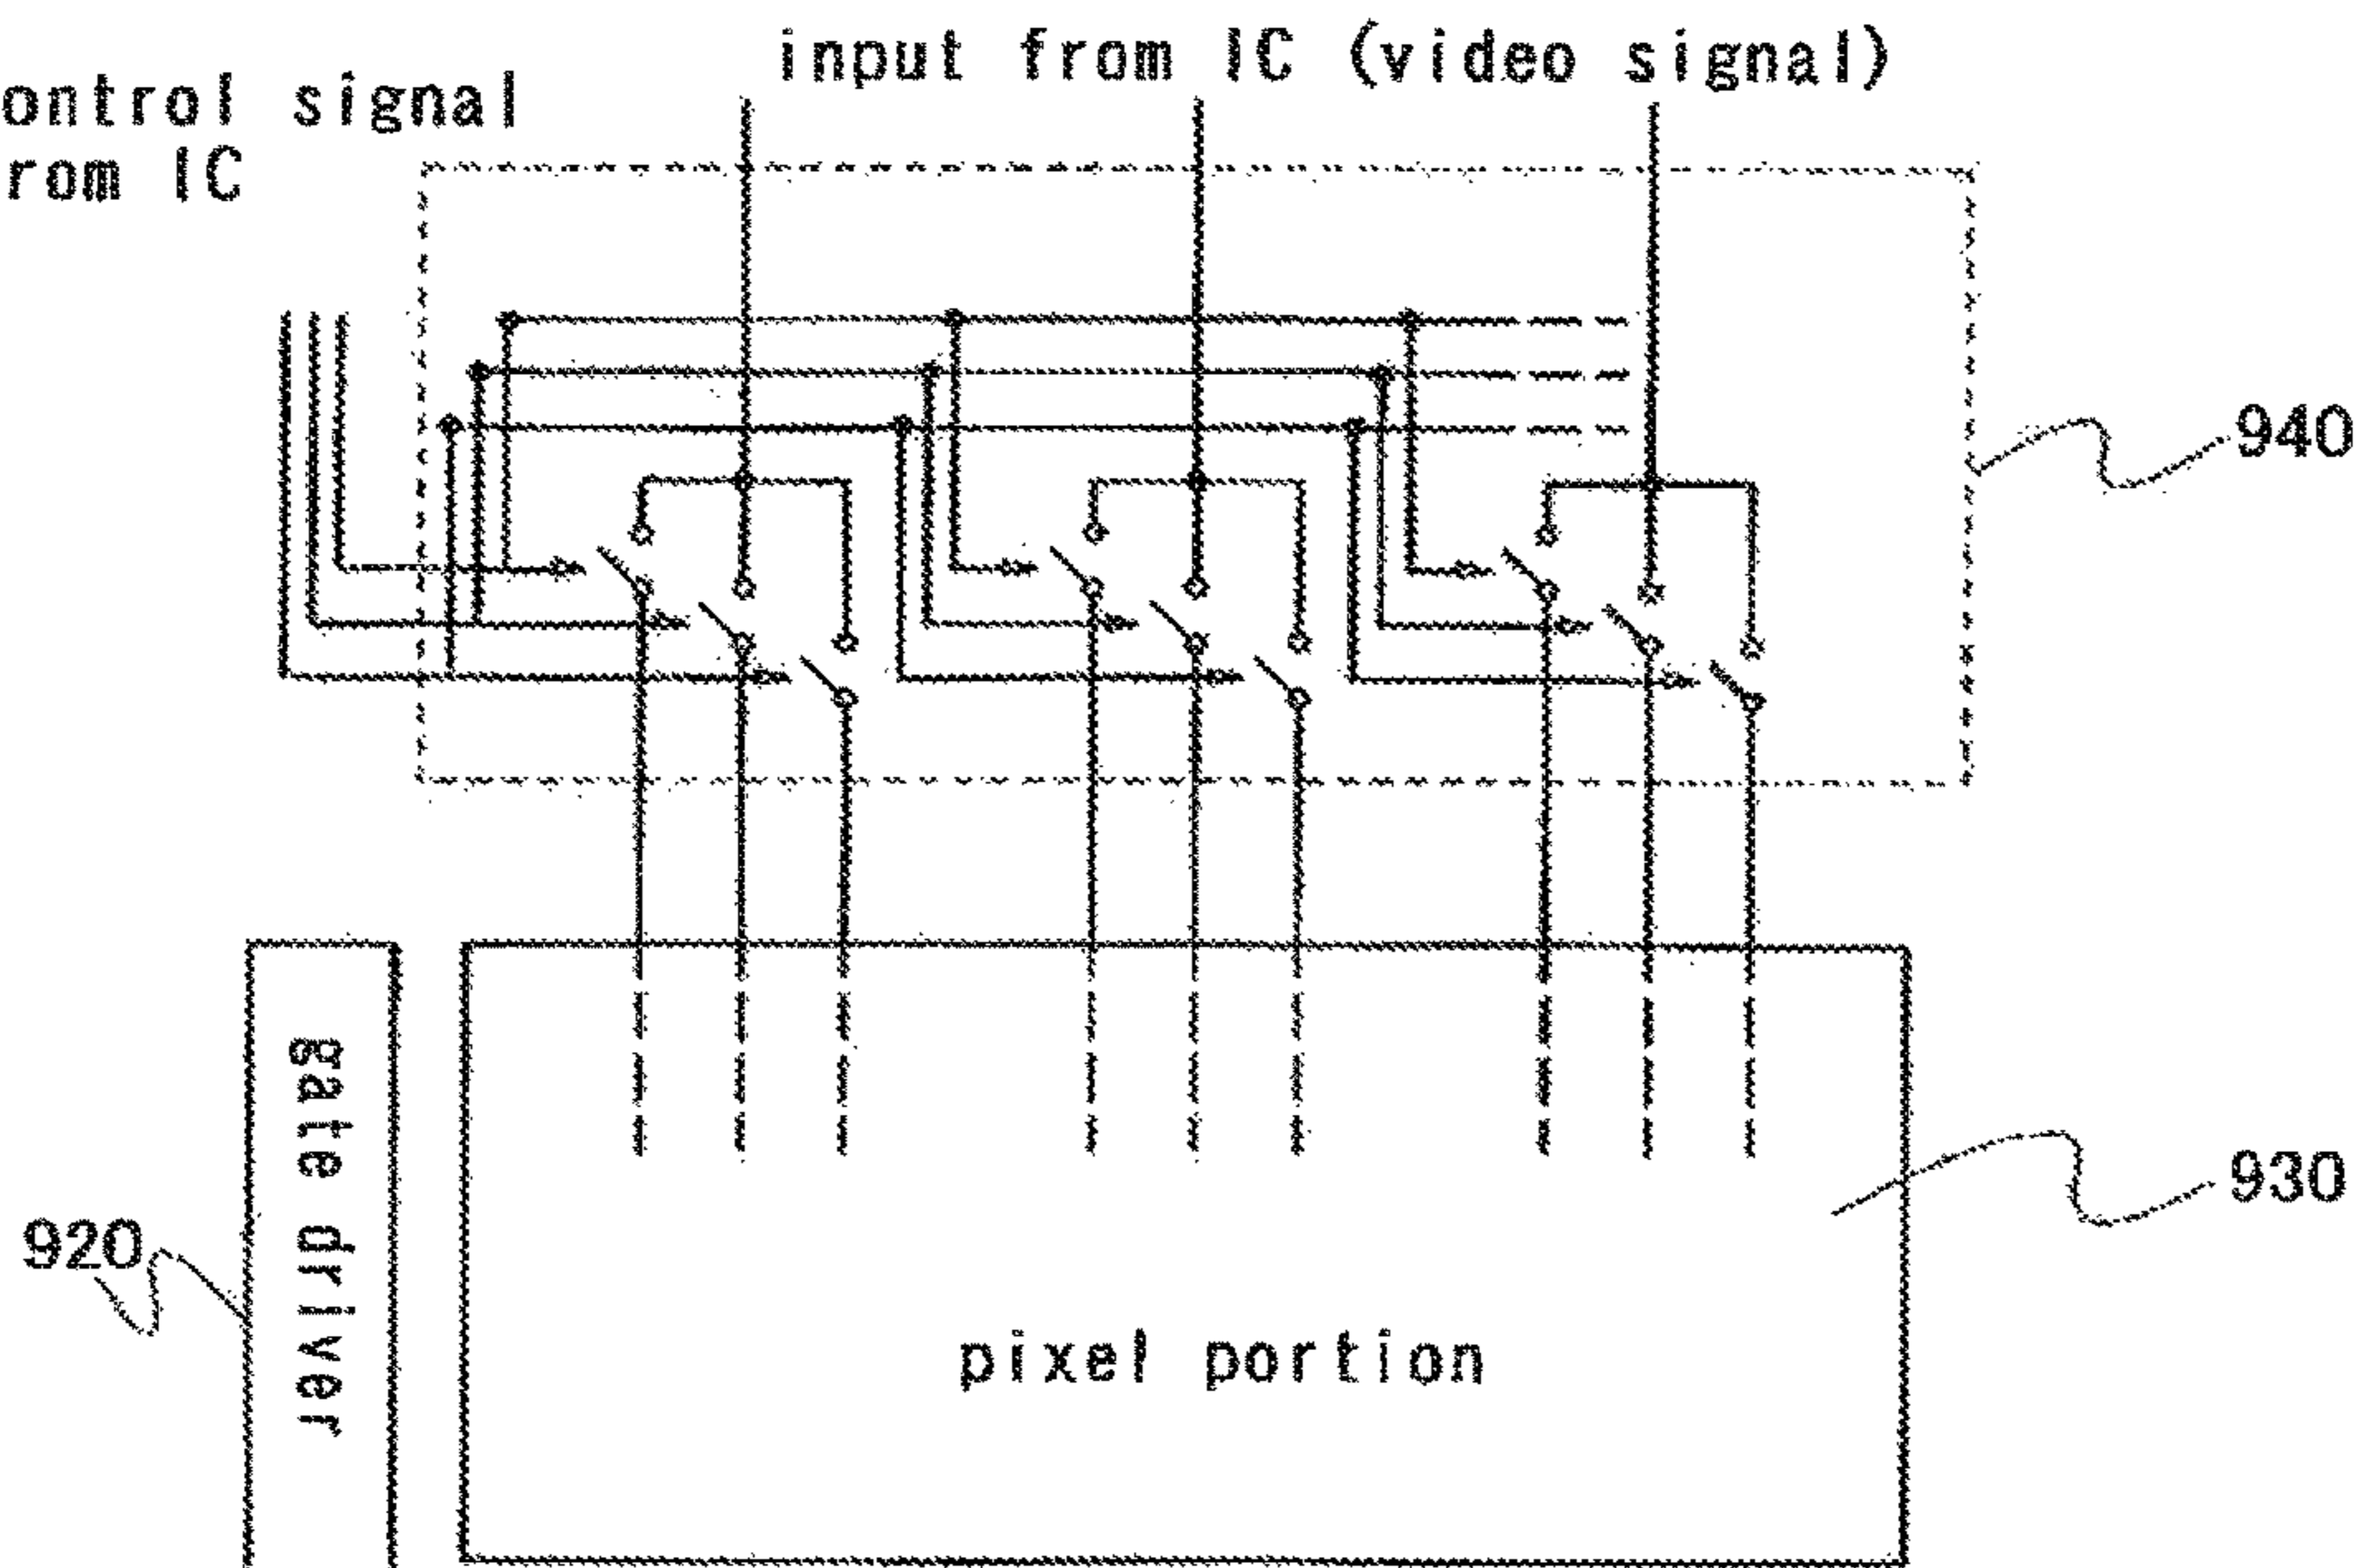 input from IC (video signal)
ontrol signal
rom IC
940
930
920
gate driver
pixel portion